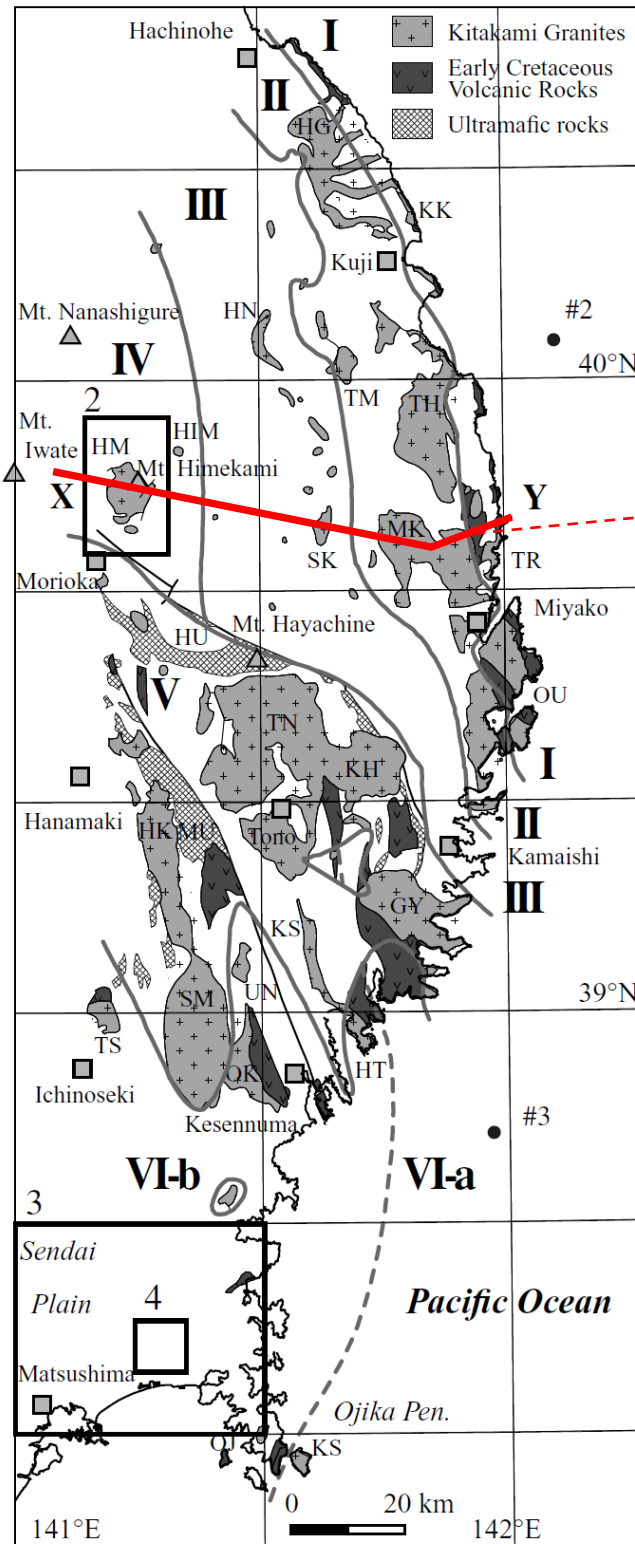 I
Hachinohe
Kitakami Granites
Early Cretaceous
Volcanic Rocks
Ultramafic rocks
II
HG
III
KK
Kuji
HN
Mt. Nanashigure
#2
IV
40°N
TM
TH
2
Mt.
Iwate
HM
HIM
Mt. Himekami
X
Y
MK
SK
TR
Morioka
Miyako
HU
Mt. Hayachine
V
OU
TN
KH
I
Hanamaki
HK
MU
Tono
II
Kamaishi
III
GY
KS
UN
SM
39°N
TS
OK
HT
Ichinoseki
Kesennuma
#3
VI-b
VI-a
3
Sendai
Plain
4
Pacific Ocean
Matsushima
Ojika Pen.
OJ
KS
0
20 km
141°E
142°E